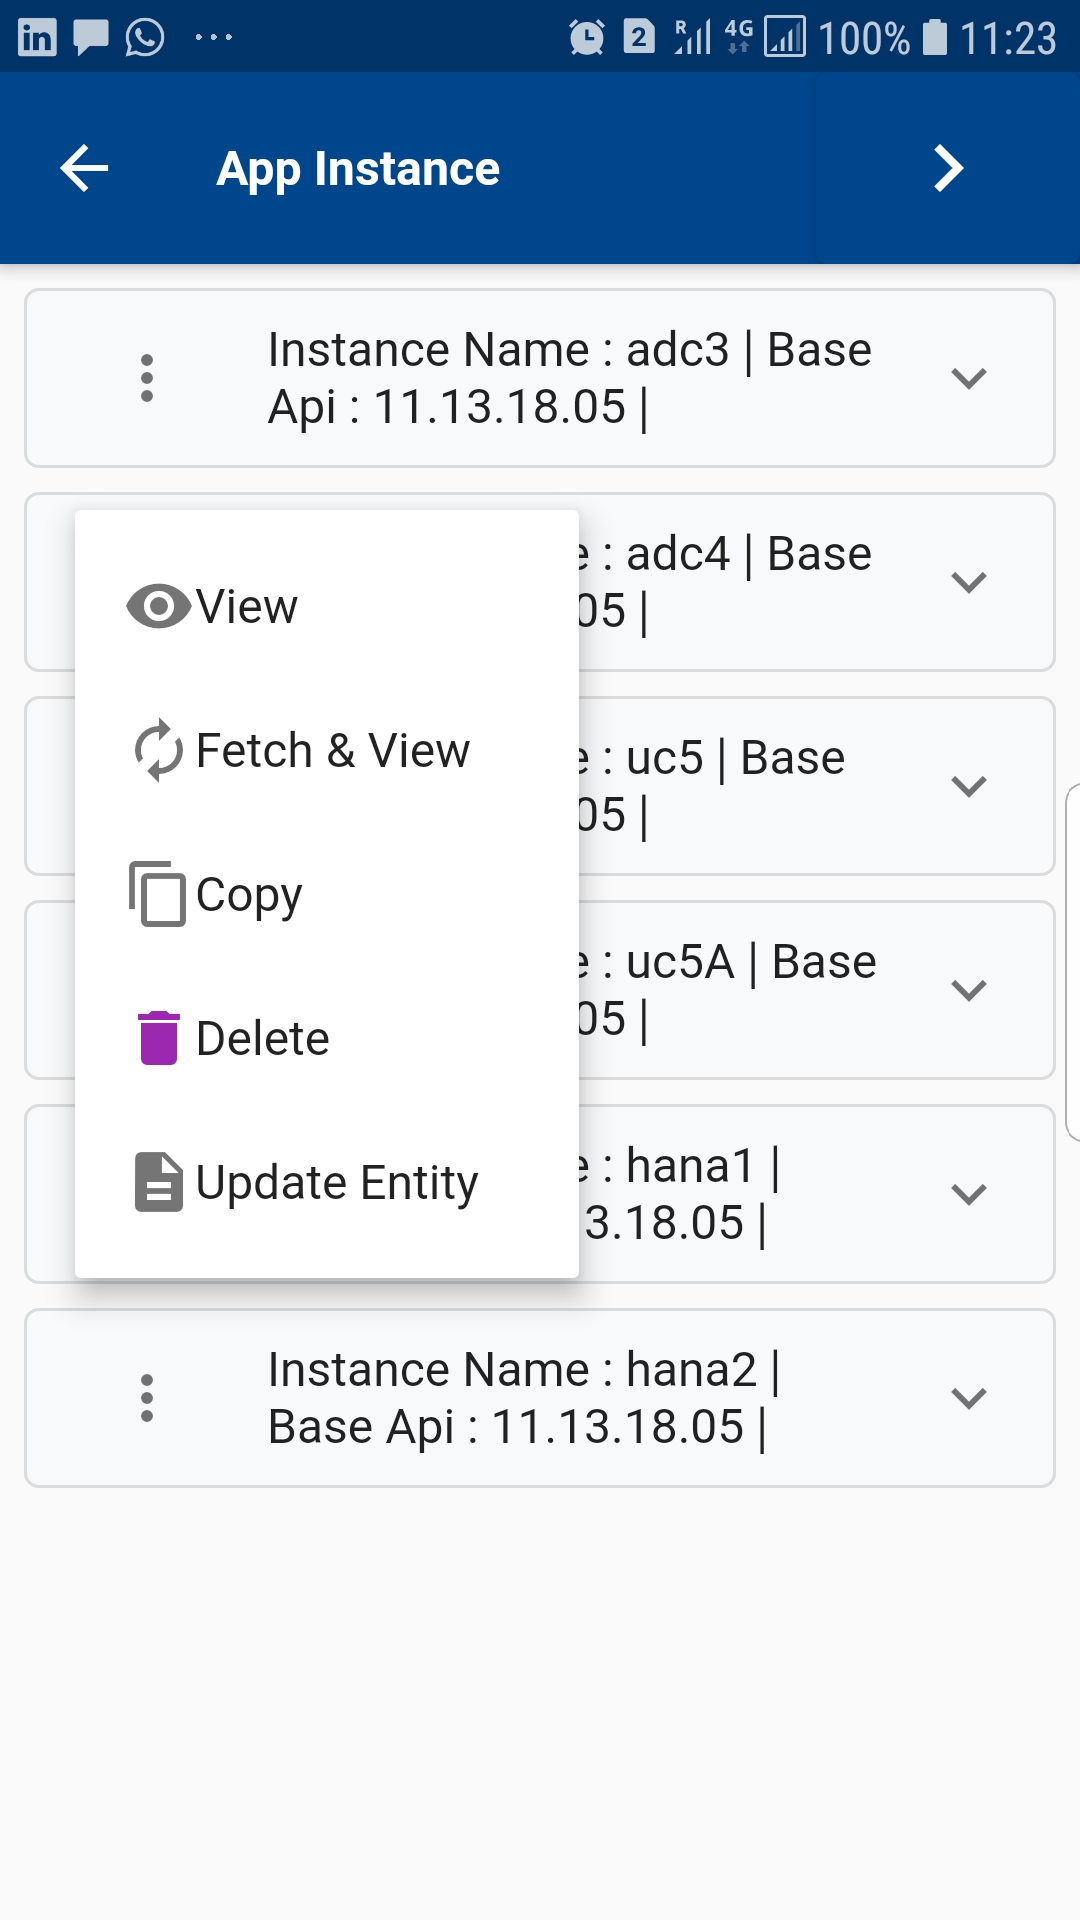 in 2 R 4G 100% 11:23
App Instance
Instance Name : adc3 | Base
Api : 11.13.18.05 |
: adc4 | Base
05 |
View
Fetch & View
: uc5 | Base
05 |
Copy
: uc5A | Base
05 |
Delete
Update Entity
: hana1 |
3.18.05 |
Instance Name : hana2 |
Base Api : 11.13.18.05 |